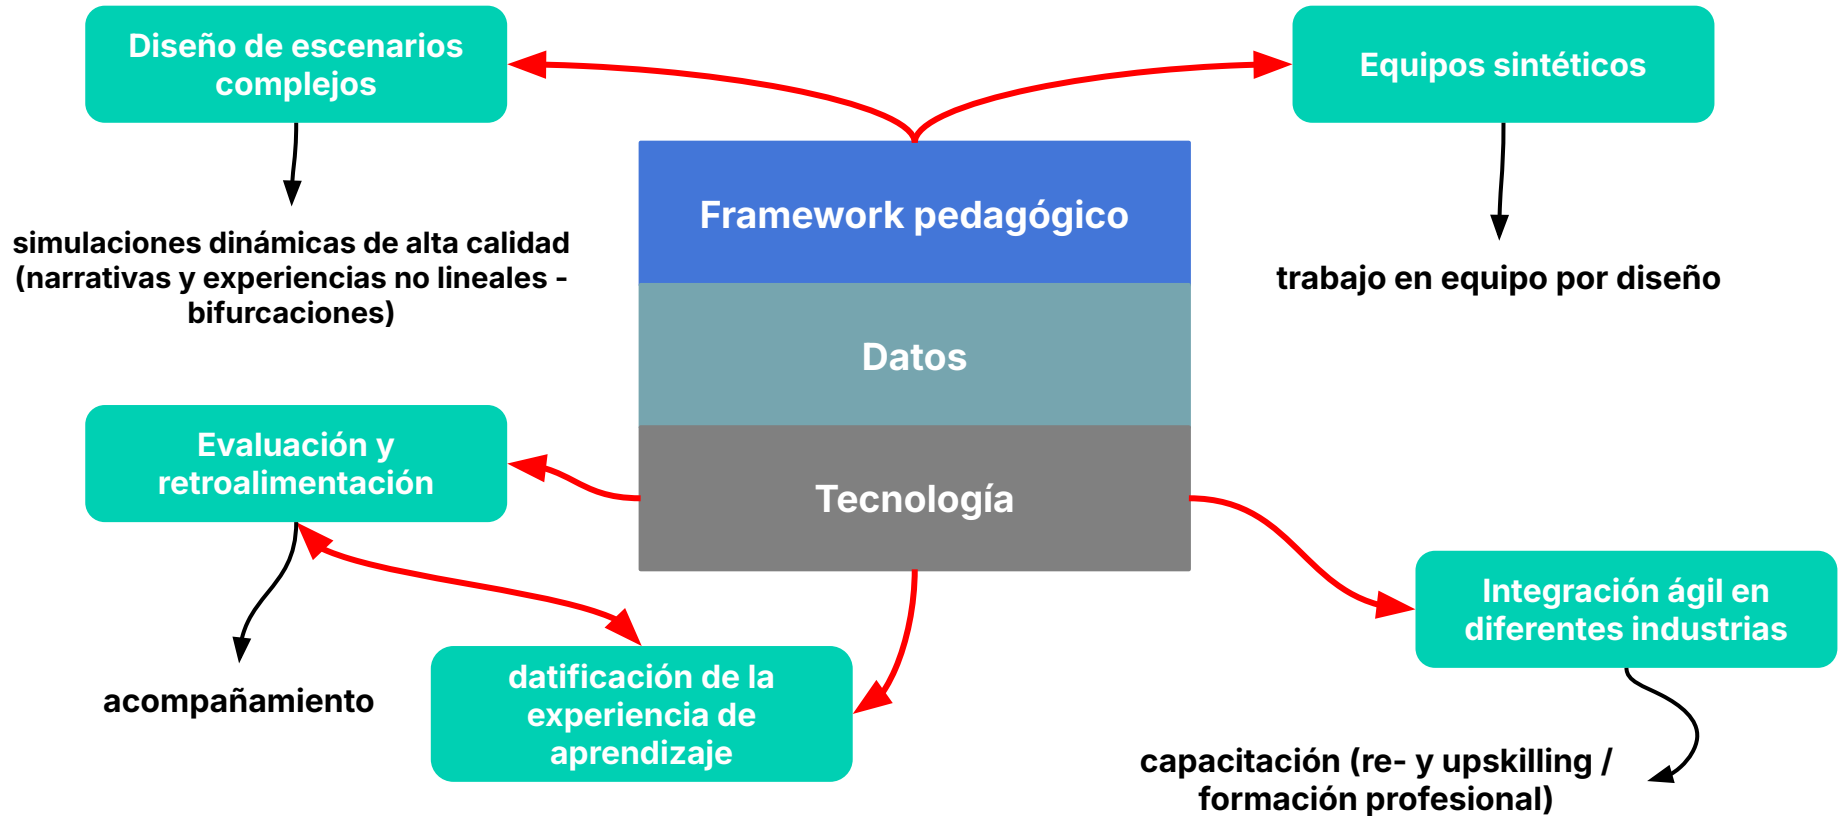 Diseño de escenarios
complejos
Equipos sintéticos
Framework pedagógico
simulaciones dinámicas de alta calidad
(narrativas y experiencias no lineales -
bifurcaciones)
trabajo en equipo por diseño
Datos
Evaluación y
retroalimentación
Tecnología
Integración ágil en
diferentes industrias
acompañamiento
datificación de la
experiencia de
aprendizaje
capacitación (re- y upskilling /
formación profesional)